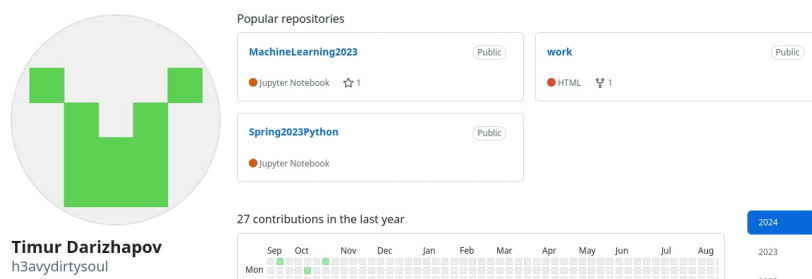 Popular repositories
MachineLearning2023 Public
Jupyter Notebook 1
work Public
HTML 1
Spring2023Python Public
Jupyter Notebook
27 contributions in the last year
2024
2023
Sep Oct Nov Dec Jan Feb Mar Apr May Jun Jul Aug
Mon
Timur Darizhapov
h3avydirtysoul